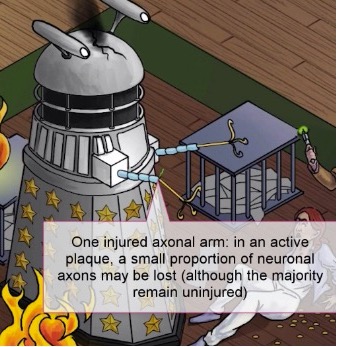 One injured axonal arm: in an active
plaque, a small proportion of neuronal
axons may be lost (although the majority
remain uninjured)